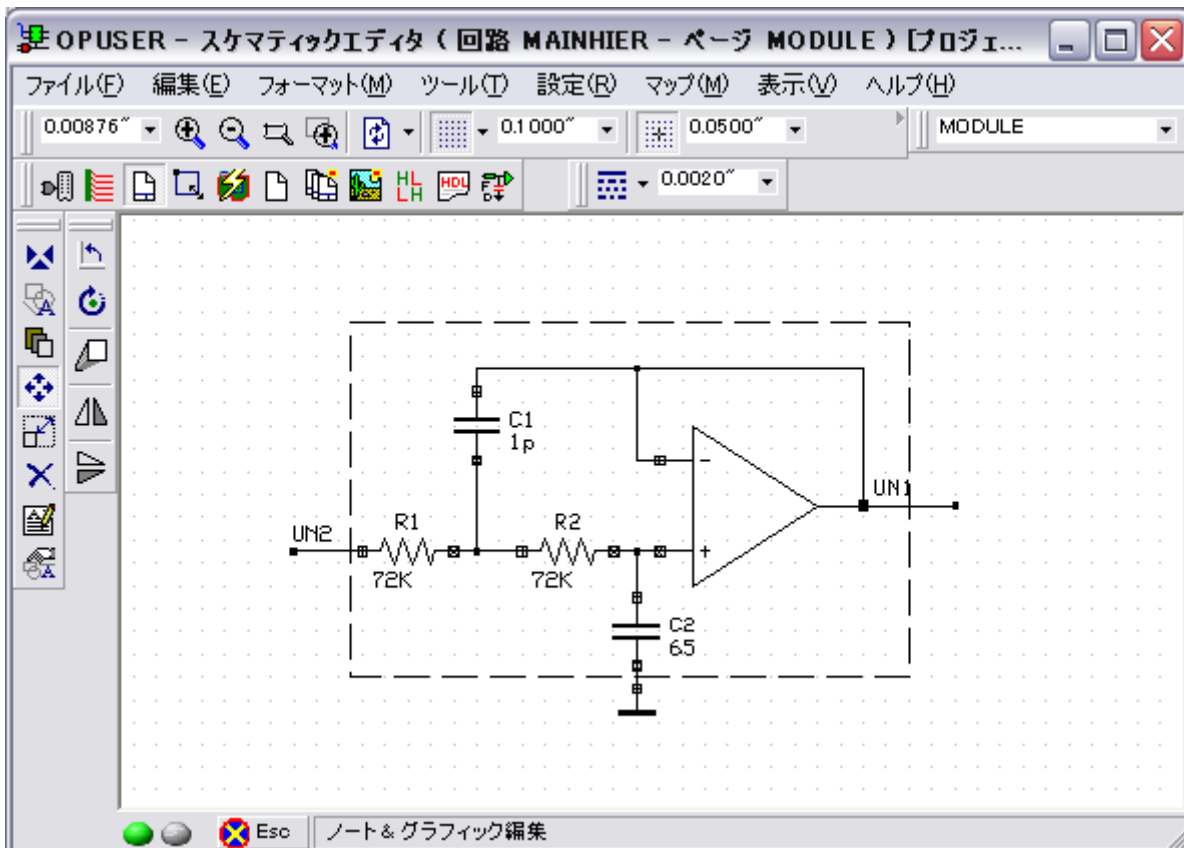 OPUSER - スケマティックエディタ ( 回路 MAINHIER - ページ MODULE ) [プロジェ...
ファイル(F) 編集(E) フォーマット(M) ツール(T) 設定(R) マップ(M) 表示(V) ヘルプ(H)
0.00876" 0.1000" 0.0500" MODULE
HL LH HDL 0.0020"
C1
1p
UN1
UN2
R1
R2
72K
72K
C2
65
Esc ノート&グラフィック編集